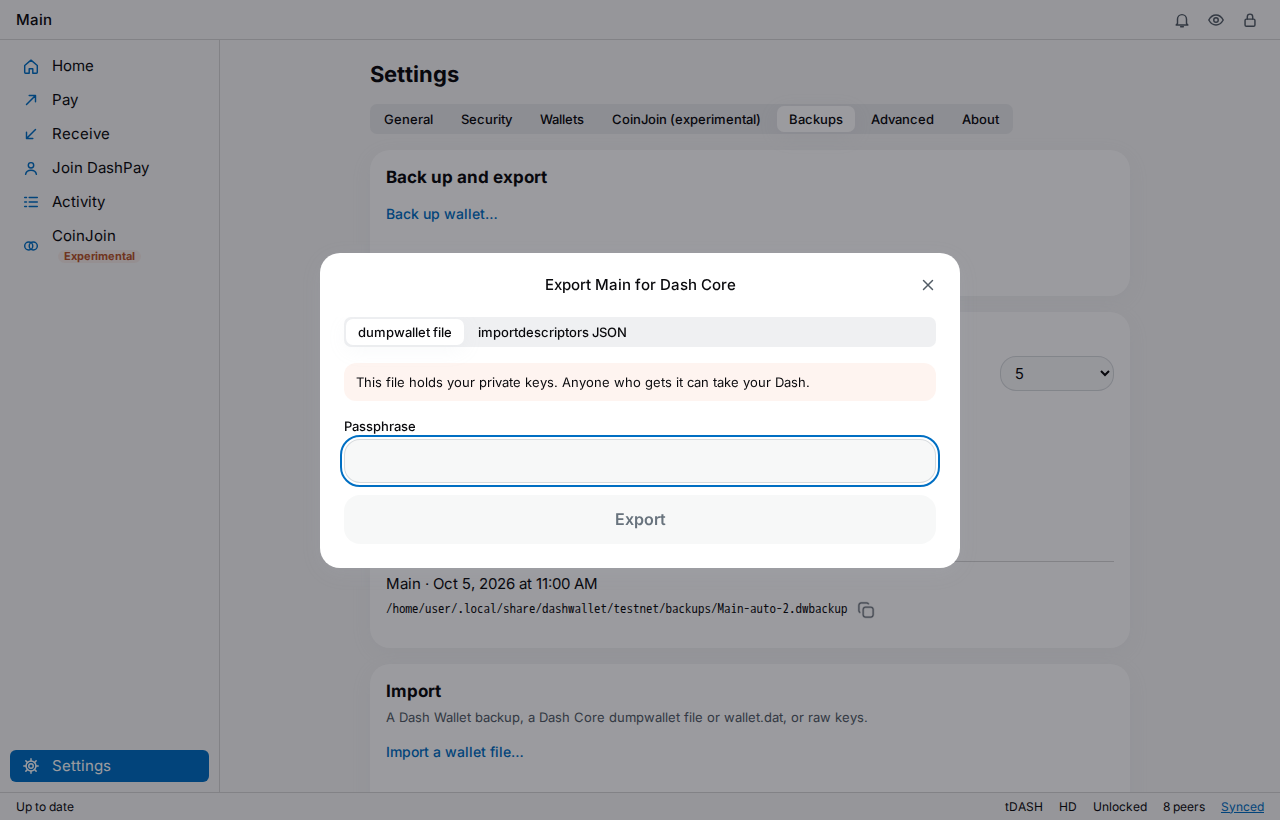 Main
Home
Pay
Receive
Join DashPay
Activity
CoinJoin
Experimental
Settings
Settings
General Security Wallets CoinJoin (experimental) Backups Advanced About
Back up and export
Back up wallet...
Export Main for Dash Core
dumpwallet file importdescriptors JSON
This file holds your private keys. Anyone who gets it can take your Dash.
Passphrase
Export
5
Main · Oct 5, 2026 at 11:00 AM
/home/user/.local/share/dashwallet/testnet/backups/Main-auto-2.dwbackup
Import
A Dash Wallet backup, a Dash Core dumpwallet file or wallet.dat, or raw keys.
Import a wallet file...
Up to date tDASH HD Unlocked 8 peers Synced